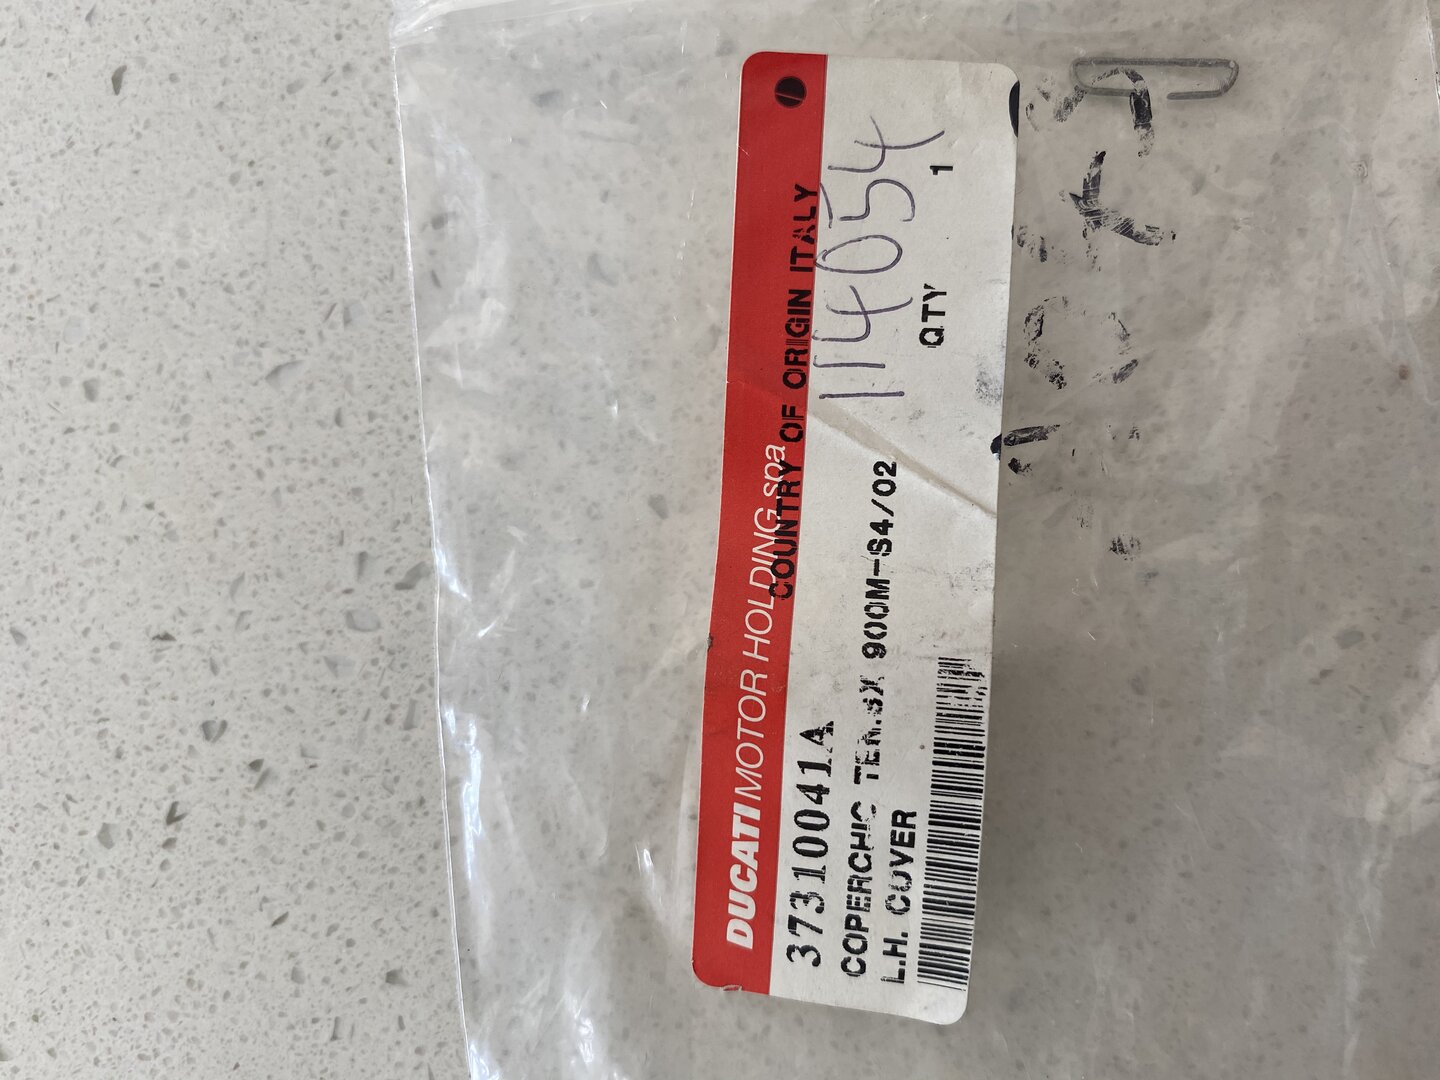 DUCATI MOTOR HOLDING spa
COUNTRY OF ORIGIN ITALY
37310041A
114054
COPERCHIO TEN.SX 900M-S4/02
L.H. COVER
QTY 1